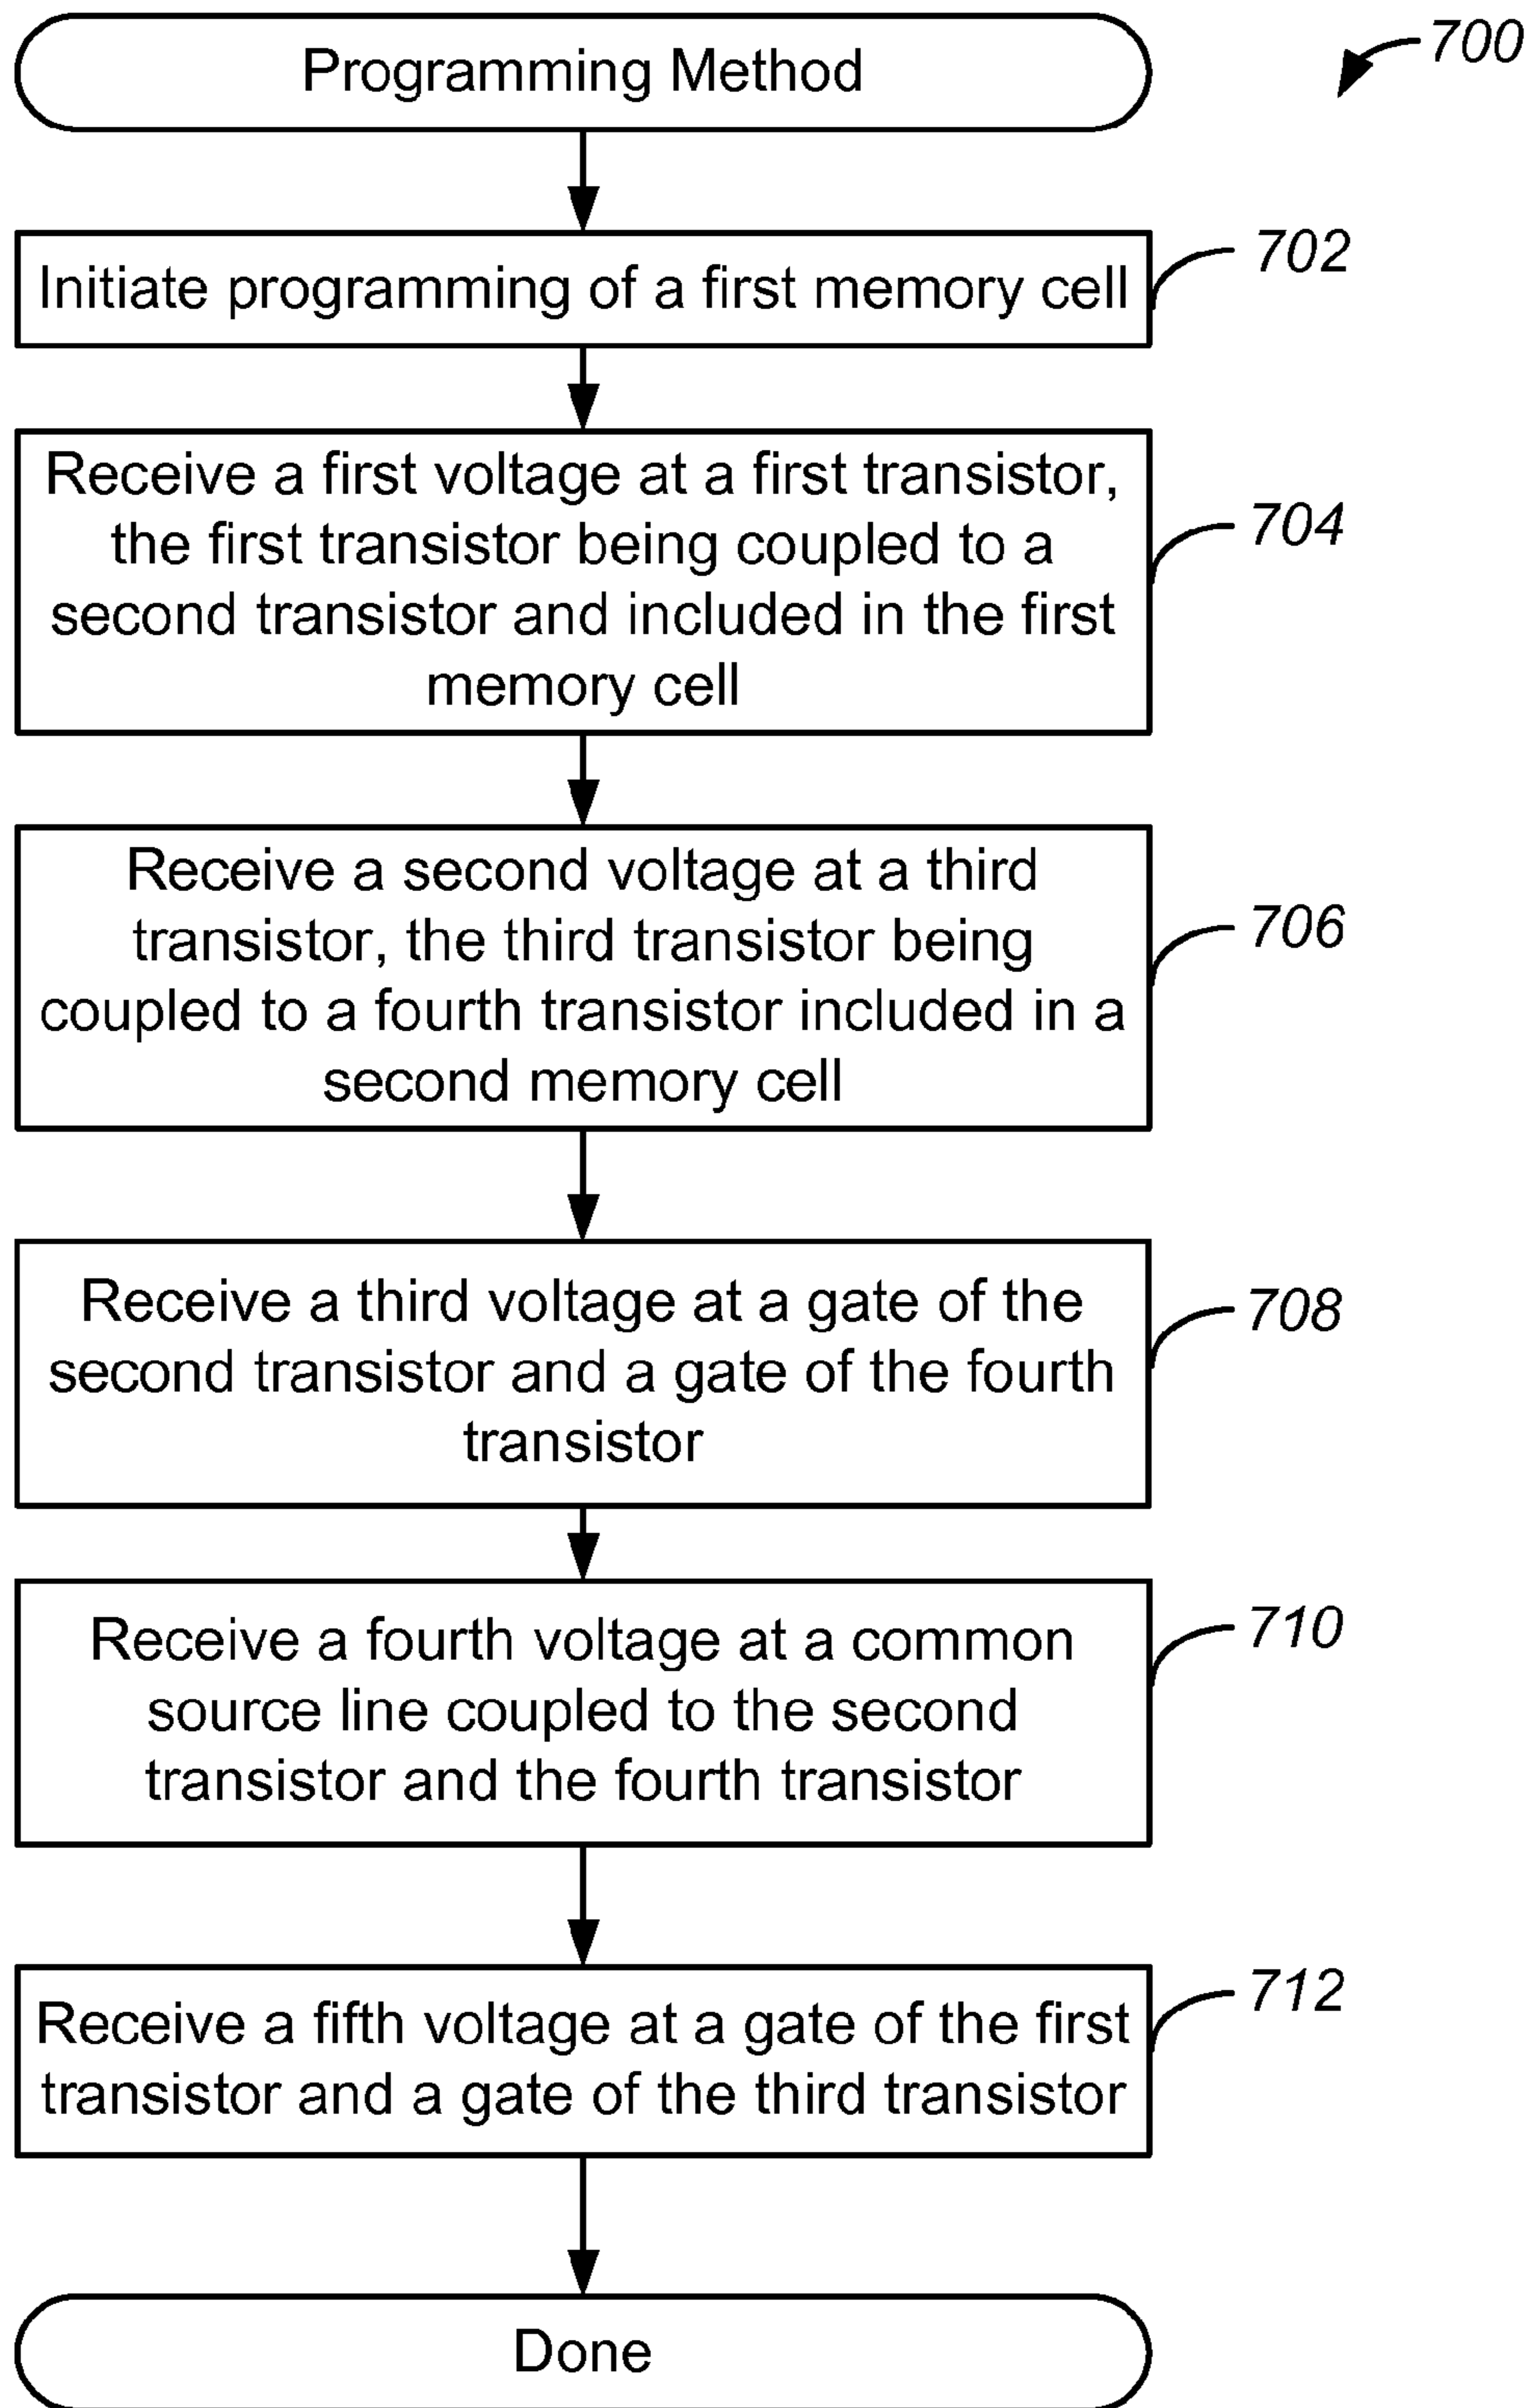 Programming Method
700
Initiate programming of a first memory cell
702
Receive a first voltage at a first transistor,
the first transistor being coupled to a
second transistor and included in the first
memory cell
704
Receive a second voltage at a third
transistor, the third transistor being
coupled to a fourth transistor included in a
second memory cell
706
Receive a third voltage at a gate of the
second transistor and a gate of the fourth
transistor
708
Receive a fourth voltage at a common
source line coupled to the second
transistor and the fourth transistor
710
Receive a fifth voltage at a gate of the first
transistor and a gate of the third transistor
712
Done